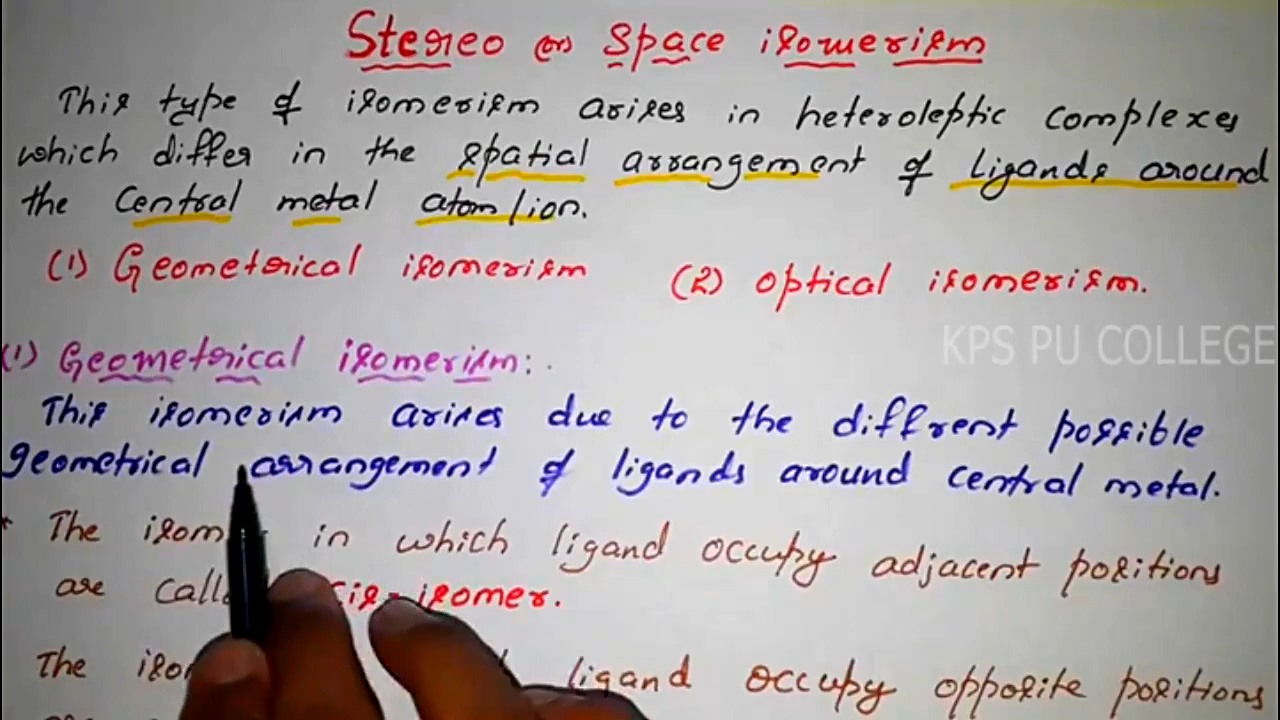 Stereo (or) Space isomerism
This type of isomerism arises in heteroleptic complexes
which differ in the spatial arrangement of ligands around
the central metal atom/ion.
(1) Geometrical isomerism (2) optical isomerism.
KPS PU COLLEGE
(1) Geometrical isomerism:.
This isomerism arises due to the diffrent possible
geometrical arrangement of ligands around central metal.
* The isom in which ligand occupy adjacent positions
are calle cis-isomer.
The iso ligand occupy opposite positions